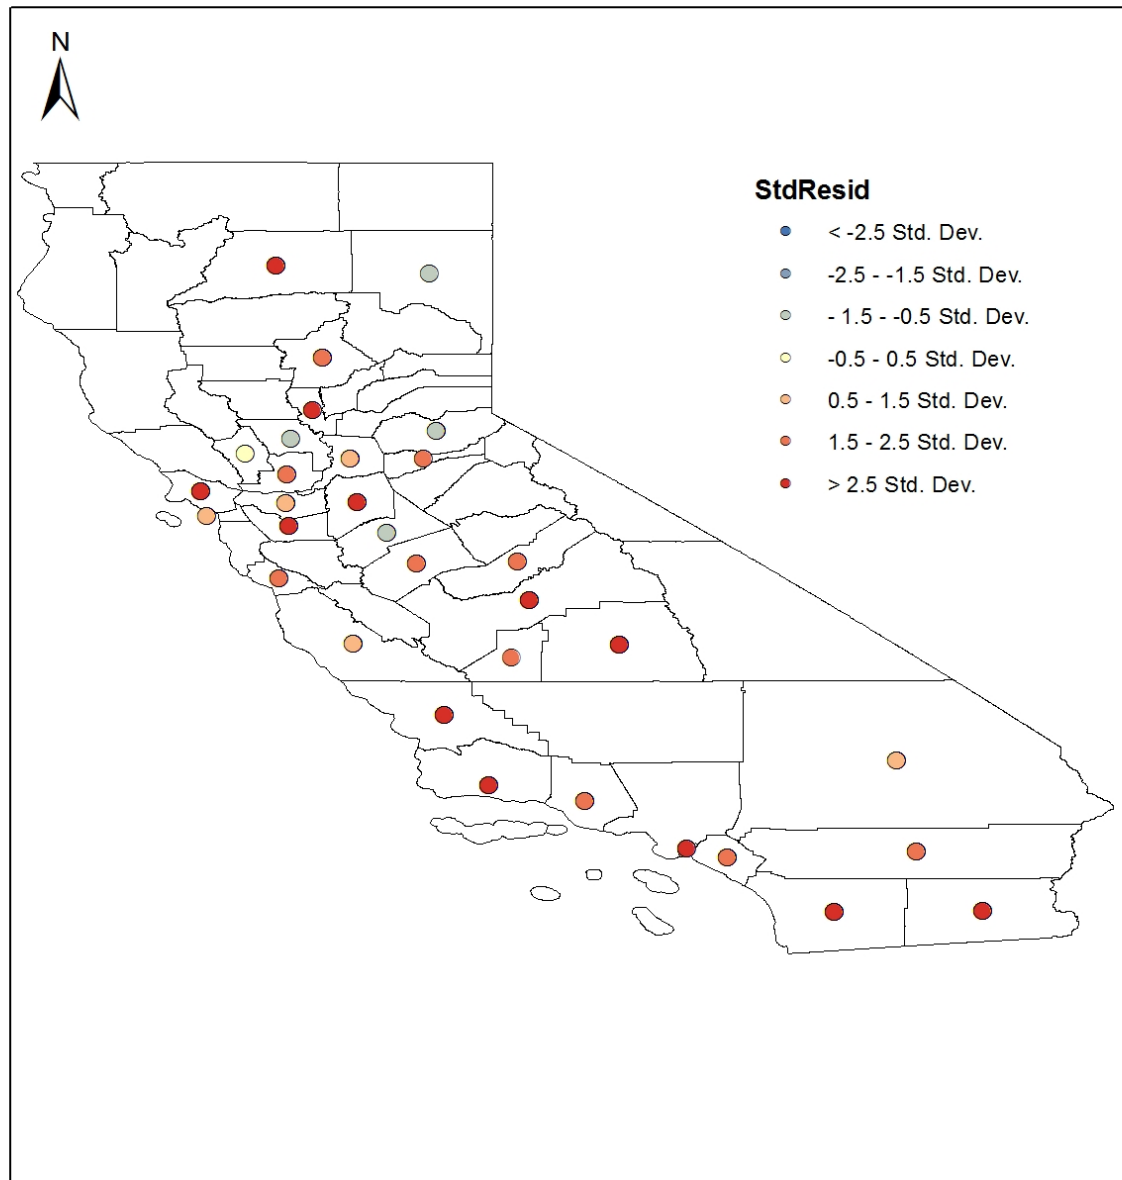 N
StdResid
< -2.5 Std. Dev.
-2.5 - -1.5 Std. Dev.
- 1.5 - -0.5 Std. Dev.
-0.5 - 0.5 Std. Dev.
0.5 - 1.5 Std. Dev.
1.5 - 2.5 Std. Dev.
> 2.5 Std. Dev.